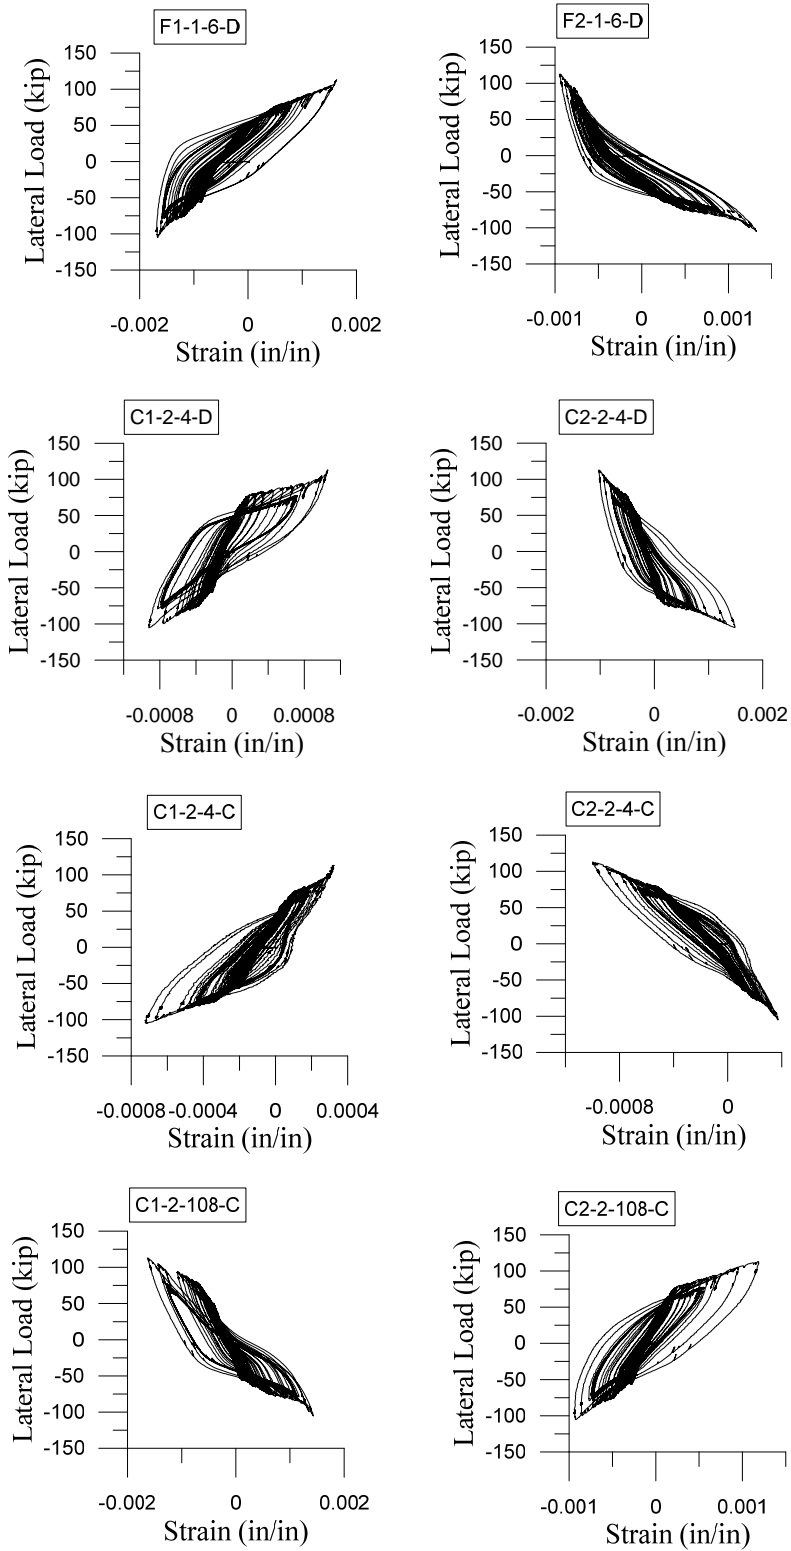 F1-1-6-D
150
100
50
0
-50
-100
-150
Lateral Load (kip)
-0.002 0 0.002
Strain (in/in)
F2-1-6-D
150
100
50
0
-50
-100
-150
Lateral Load (kip)
-0.001 0 0.001
Strain (in/in)
C1-2-4-D
150
100
50
0
-50
-100
-150
Lateral Load (kip)
-0.0008 0 0.0008
Strain (in/in)
C2-2-4-D
150
100
50
0
-50
-100
-150
Lateral Load (kip)
-0.002 0 0.002
Strain (in/in)
C1-2-4-C
150
100
50
0
-50
-100
-150
Lateral Load (kip)
-0.0008 -0.0004 0 0.0004
Strain (in/in)
C2-2-4-C
150
100
50
0
-50
-100
-150
Lateral Load (kip)
-0.0008 0
Strain (in/in)
C1-2-108-C
150
100
50
0
-50
-100
-150
Lateral Load (kip)
-0.002 0 0.002
Strain (in/in)
C2-2-108-C
150
100
50
0
-50
-100
-150
Lateral Load (kip)
-0.001 0 0.001
Strain (in/in)